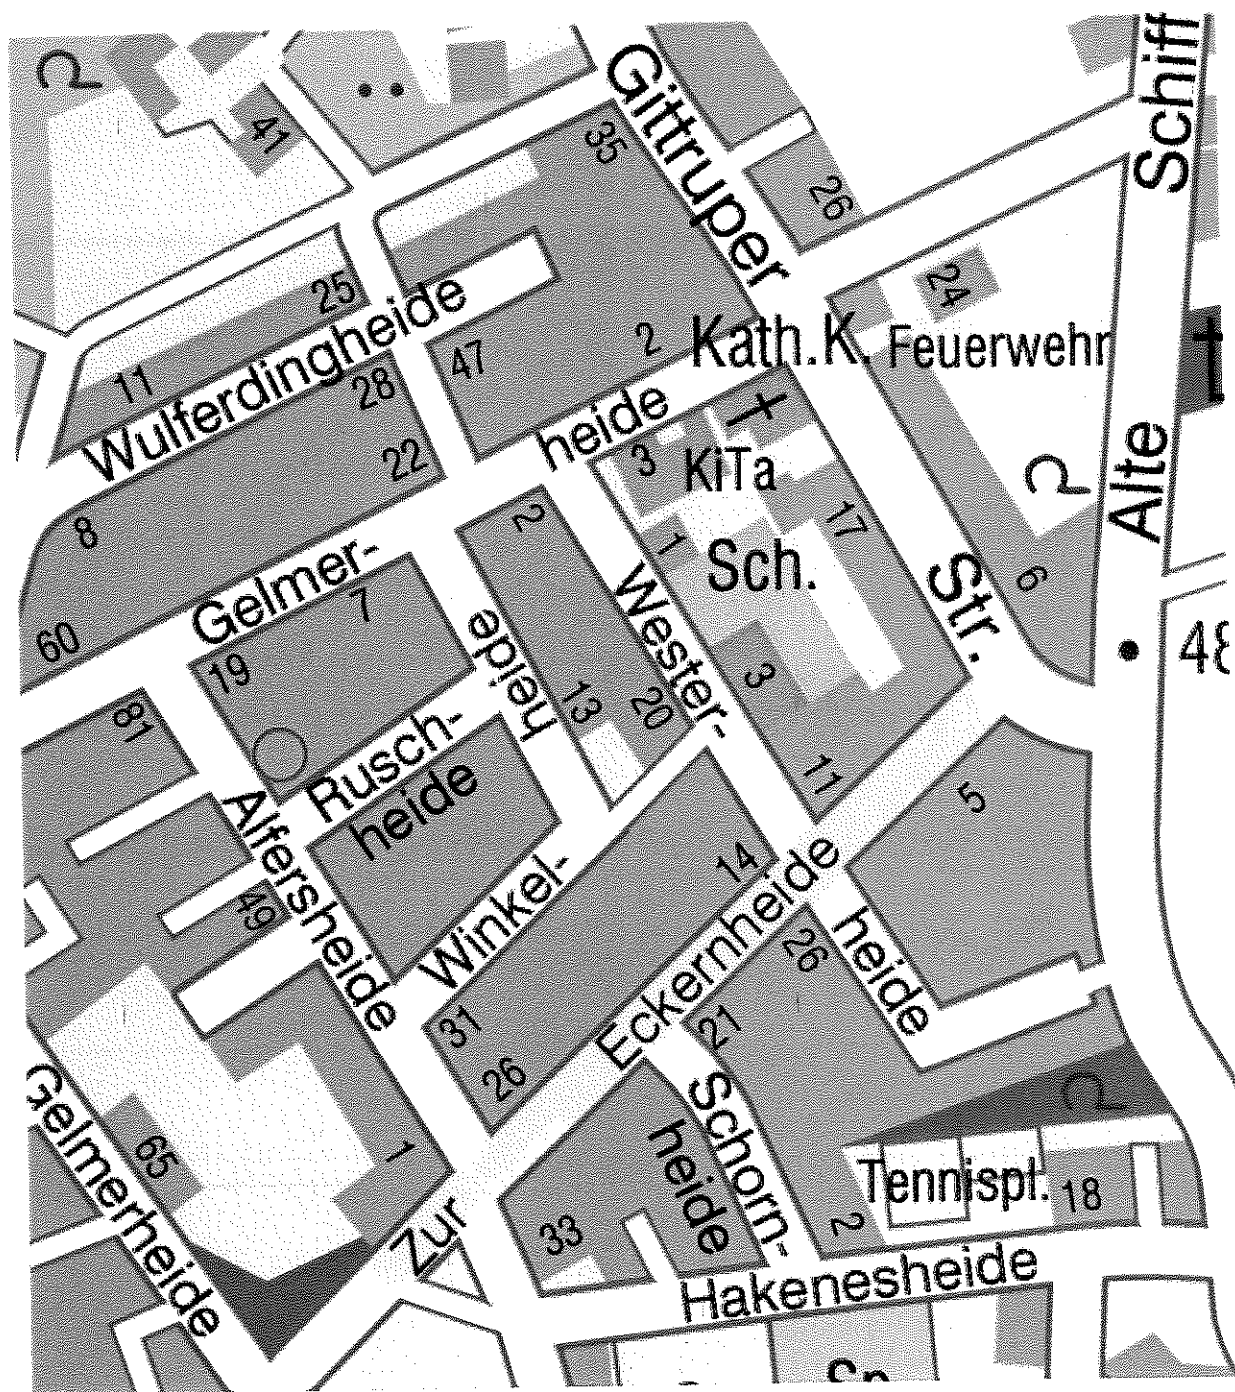 41
35
Gittruper
Schiff
26
25
24
Wulferdingheide
11
28
47
2
Kath.K.
Feuerwehr
heide
22
3
KiTa
Alte
8
2
17
1
Sch.
Gelmer-
7
Wester-
Str.
6
60
19
heide
48
81
13
20
3
Rusch-
heide
11
5
Alfersheide
14
49
Winkel-
Eckernheide
26
heide
31
21
26
Gelmerheide
65
1
Schorn-
heide
Tennispl.
18
Zur
33
2
Hakenesheide
Sp